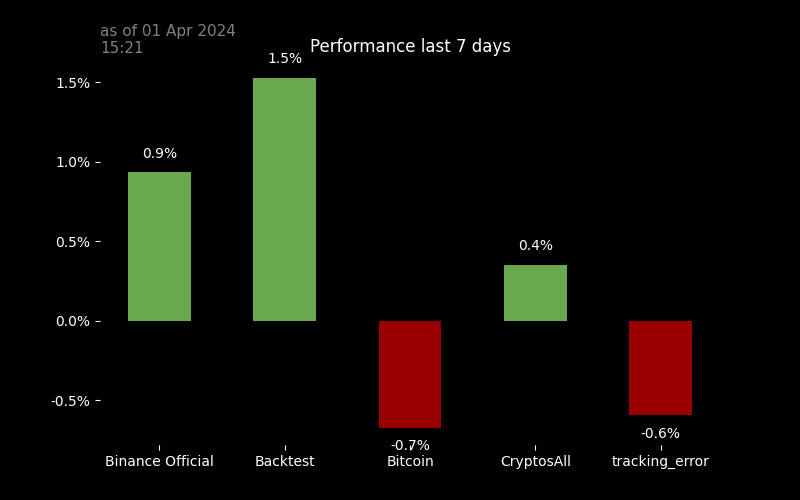 as of 01 Apr 2024
15:21
Performance last 7 days
1.5%
1.0%
0.5%
0.0%
-0.5%
0.9%
1.5%
-0.7%
0.4%
-0.6%
Binance Official
Backtest
Bitcoin
CryptosAll
tracking_error